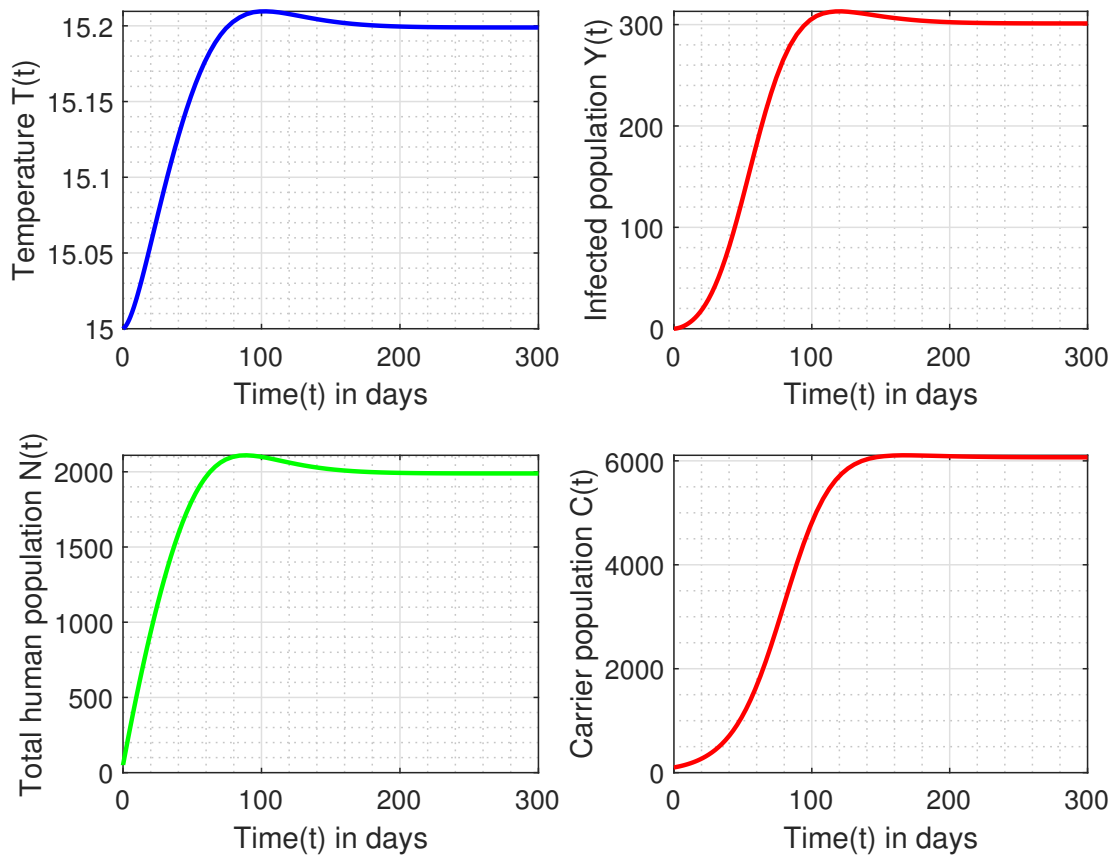 Temperature T(t)
15.2
15.15
15.1
15.05
15
0 100 200 300
Time(t) in days
Infected population Y(t)
300
200
100
0
0 100 200 300
Time(t) in days
Total human population N(t)
2000
1500
1000
500
0
0 100 200 300
Time(t) in days
Carrier population C(t)
6000
4000
2000
0
0 100 200 300
Time(t) in days